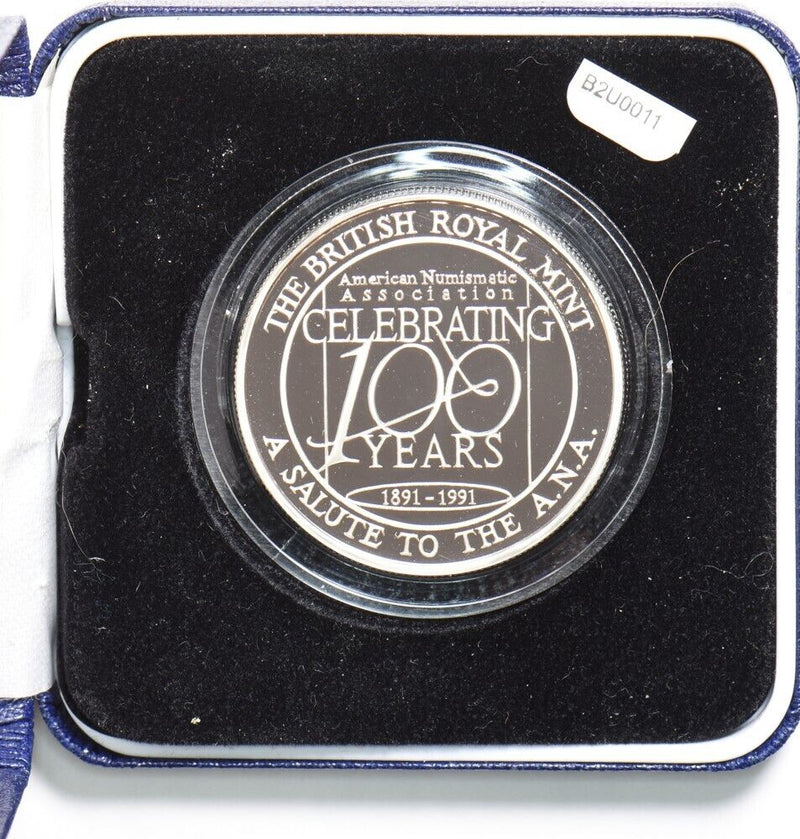 B2U0011
THE BRITISH ROYAL MINT
American Numismatic
Association
CELEBRATING
100
YEARS
1891-1991
A SALUTE TO THE A.N.A.